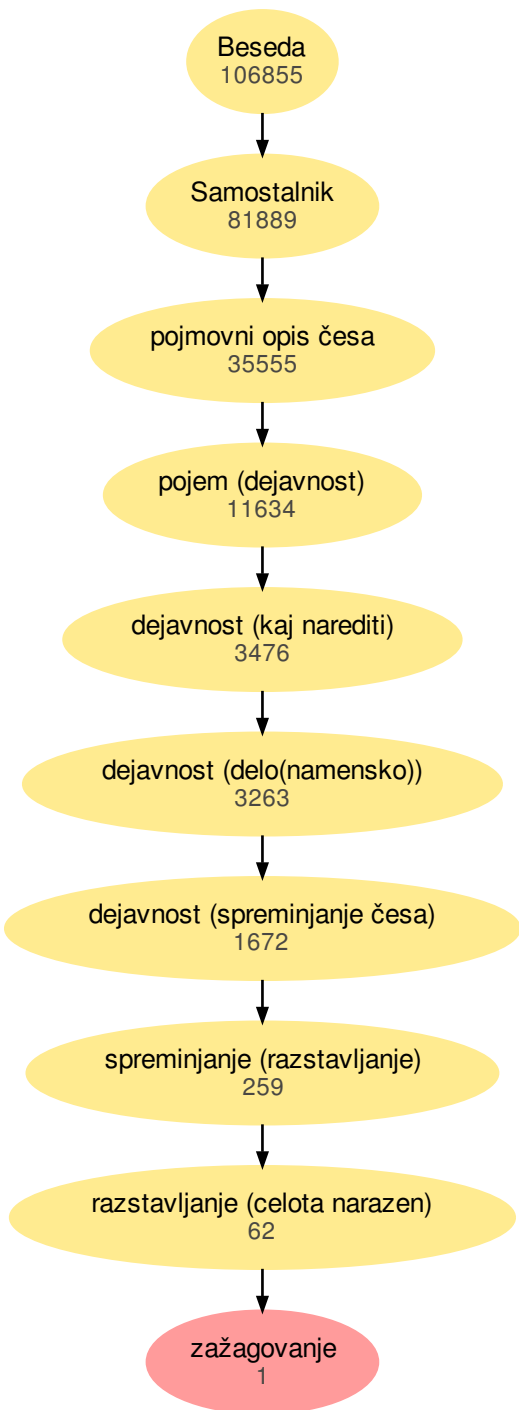 Beseda
106855
Samostalnik
81889
pojmovni opis česa
35555
pojem (dejavnost)
11634
dejavnost (kaj narediti)
3476
dejavnost (delo(namensko))
3263
dejavnost (spreminjanje česa)
1672
spreminjanje (razstavljanje)
259
razstavljanje (celota narazen)
62
zažagovanje
1